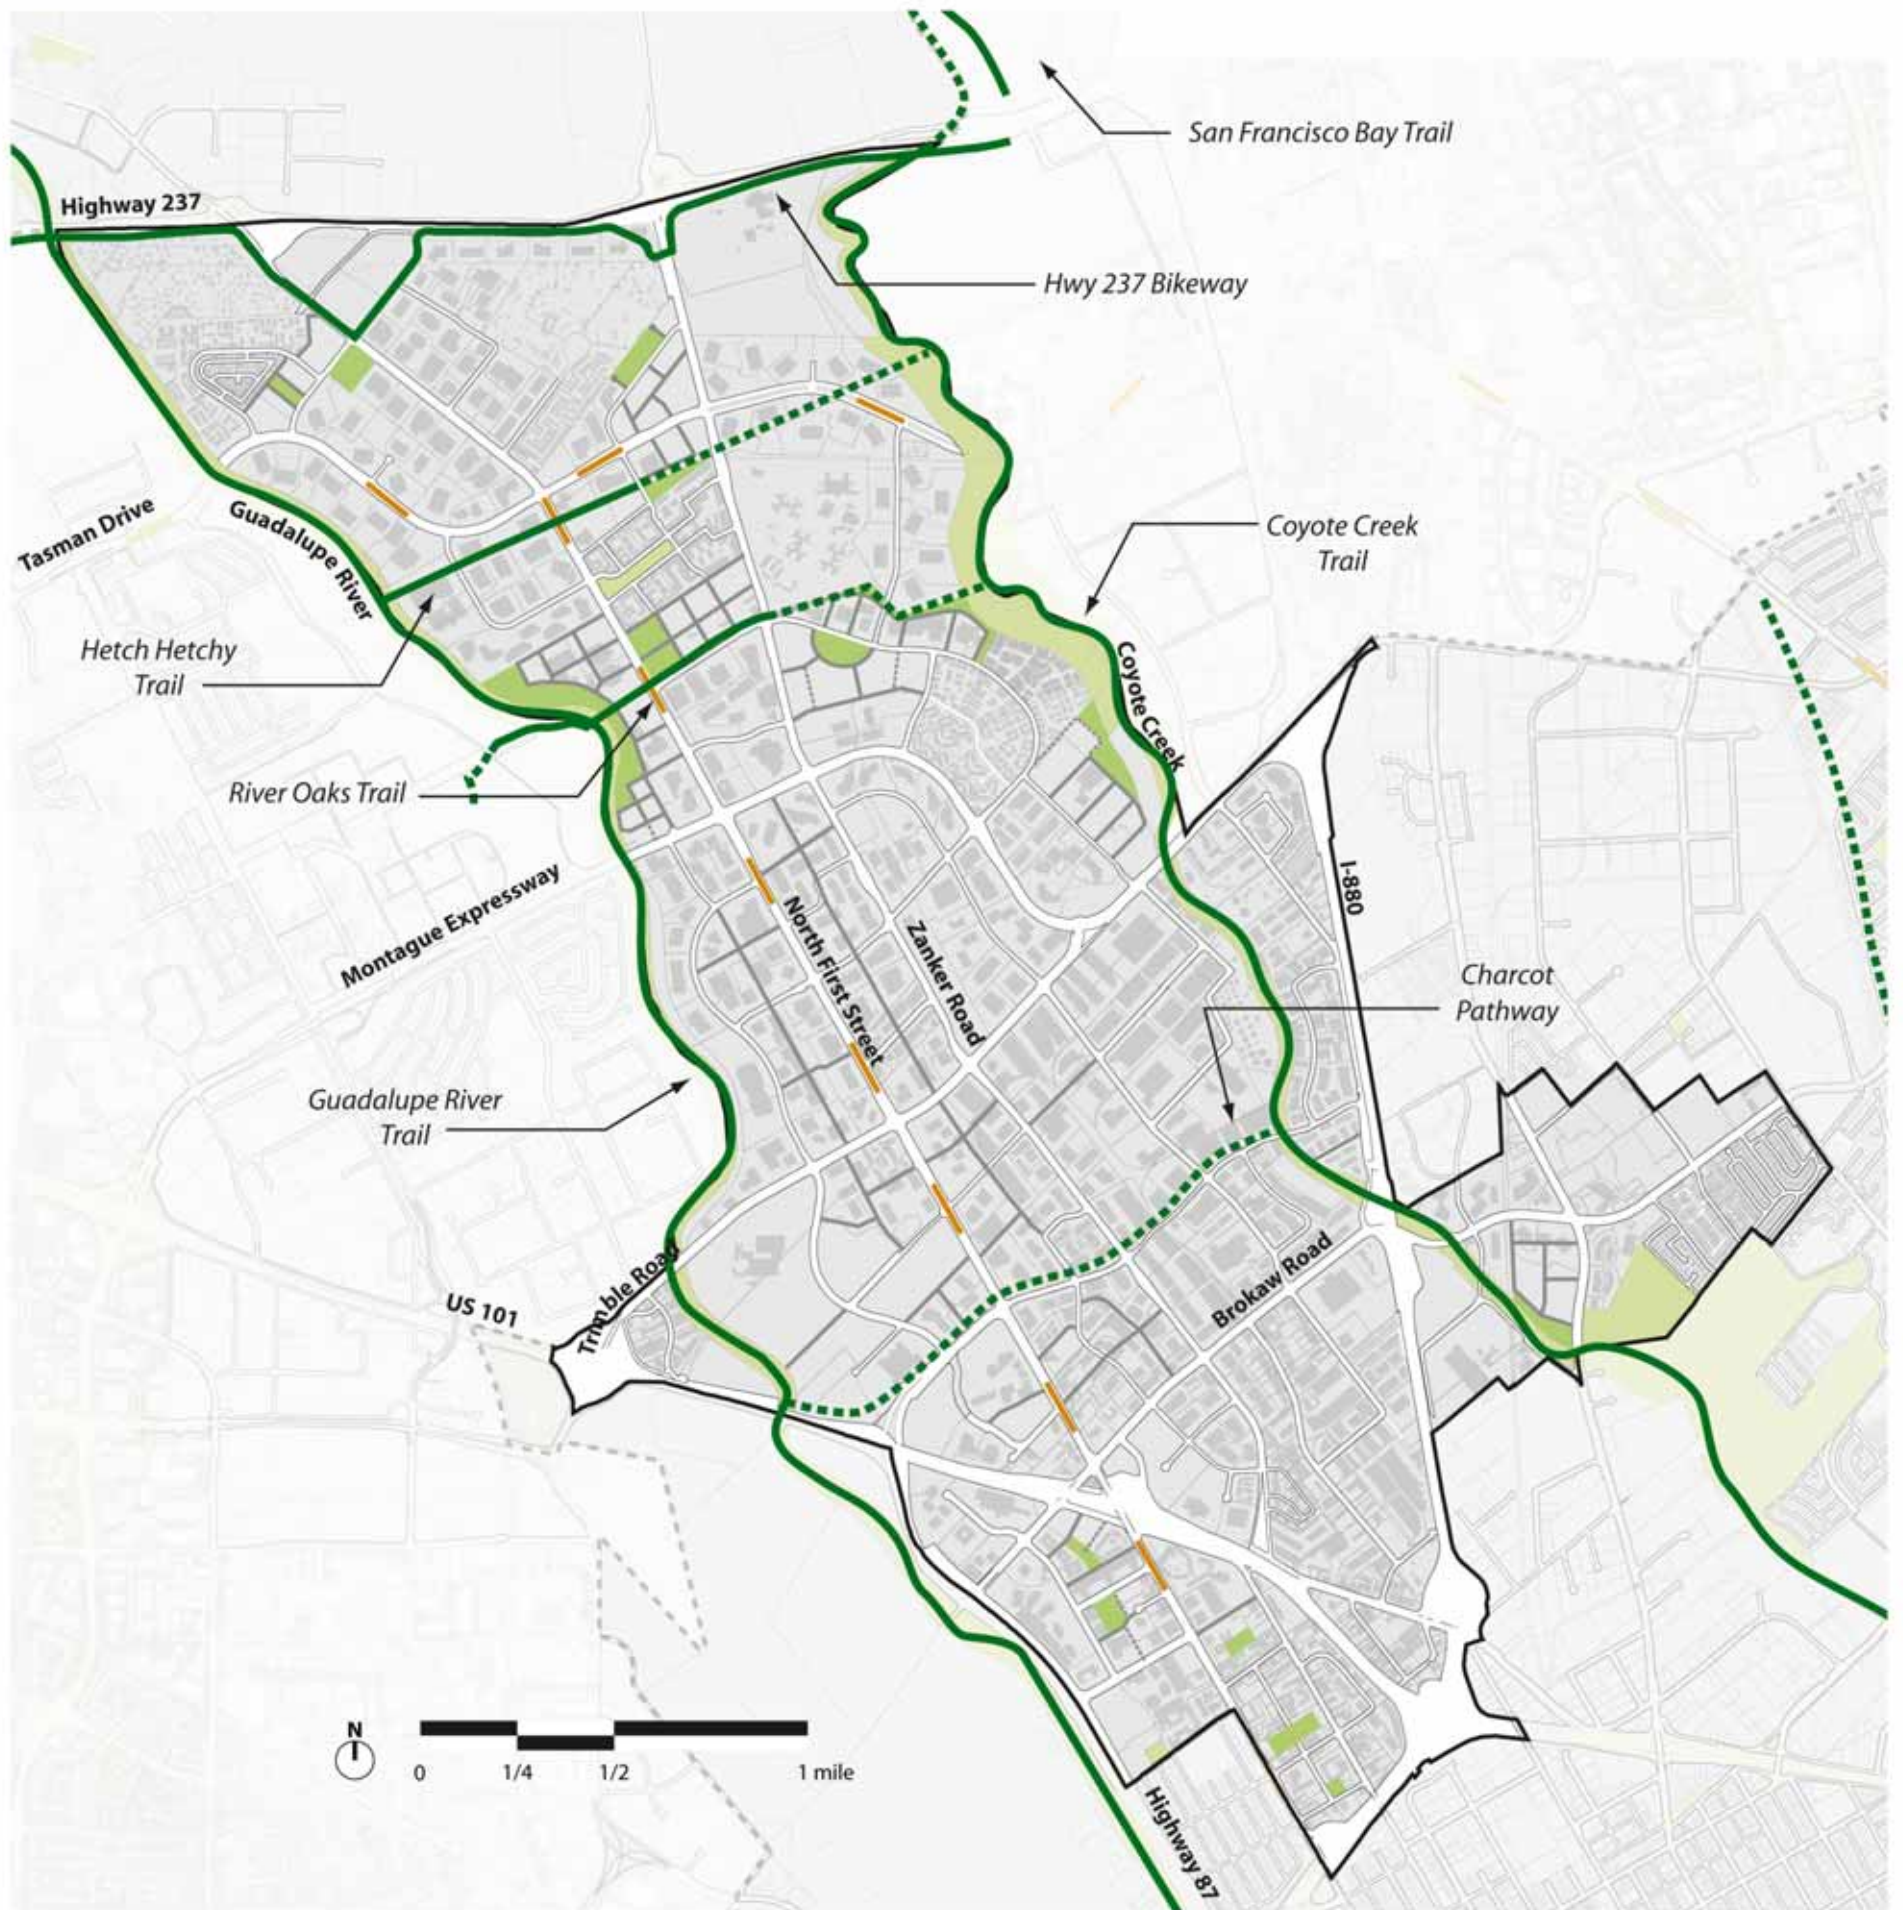 San Francisco Bay Trail
Highway 237
Hwy 237 Bikeway
Tasman Drive
Guadalupe River
Coyote Creek
Trail
Hetch Hetchy
Trail
Coyote Creek
River Oaks Trail
Montague Expressway
I-880
North First Street
Zanker Road
Charcot
Pathway
Guadalupe River
Trail
Trimble Road
US 101
Brokaw Road
N
0 1/4 1/2 1 mile
Highway 87